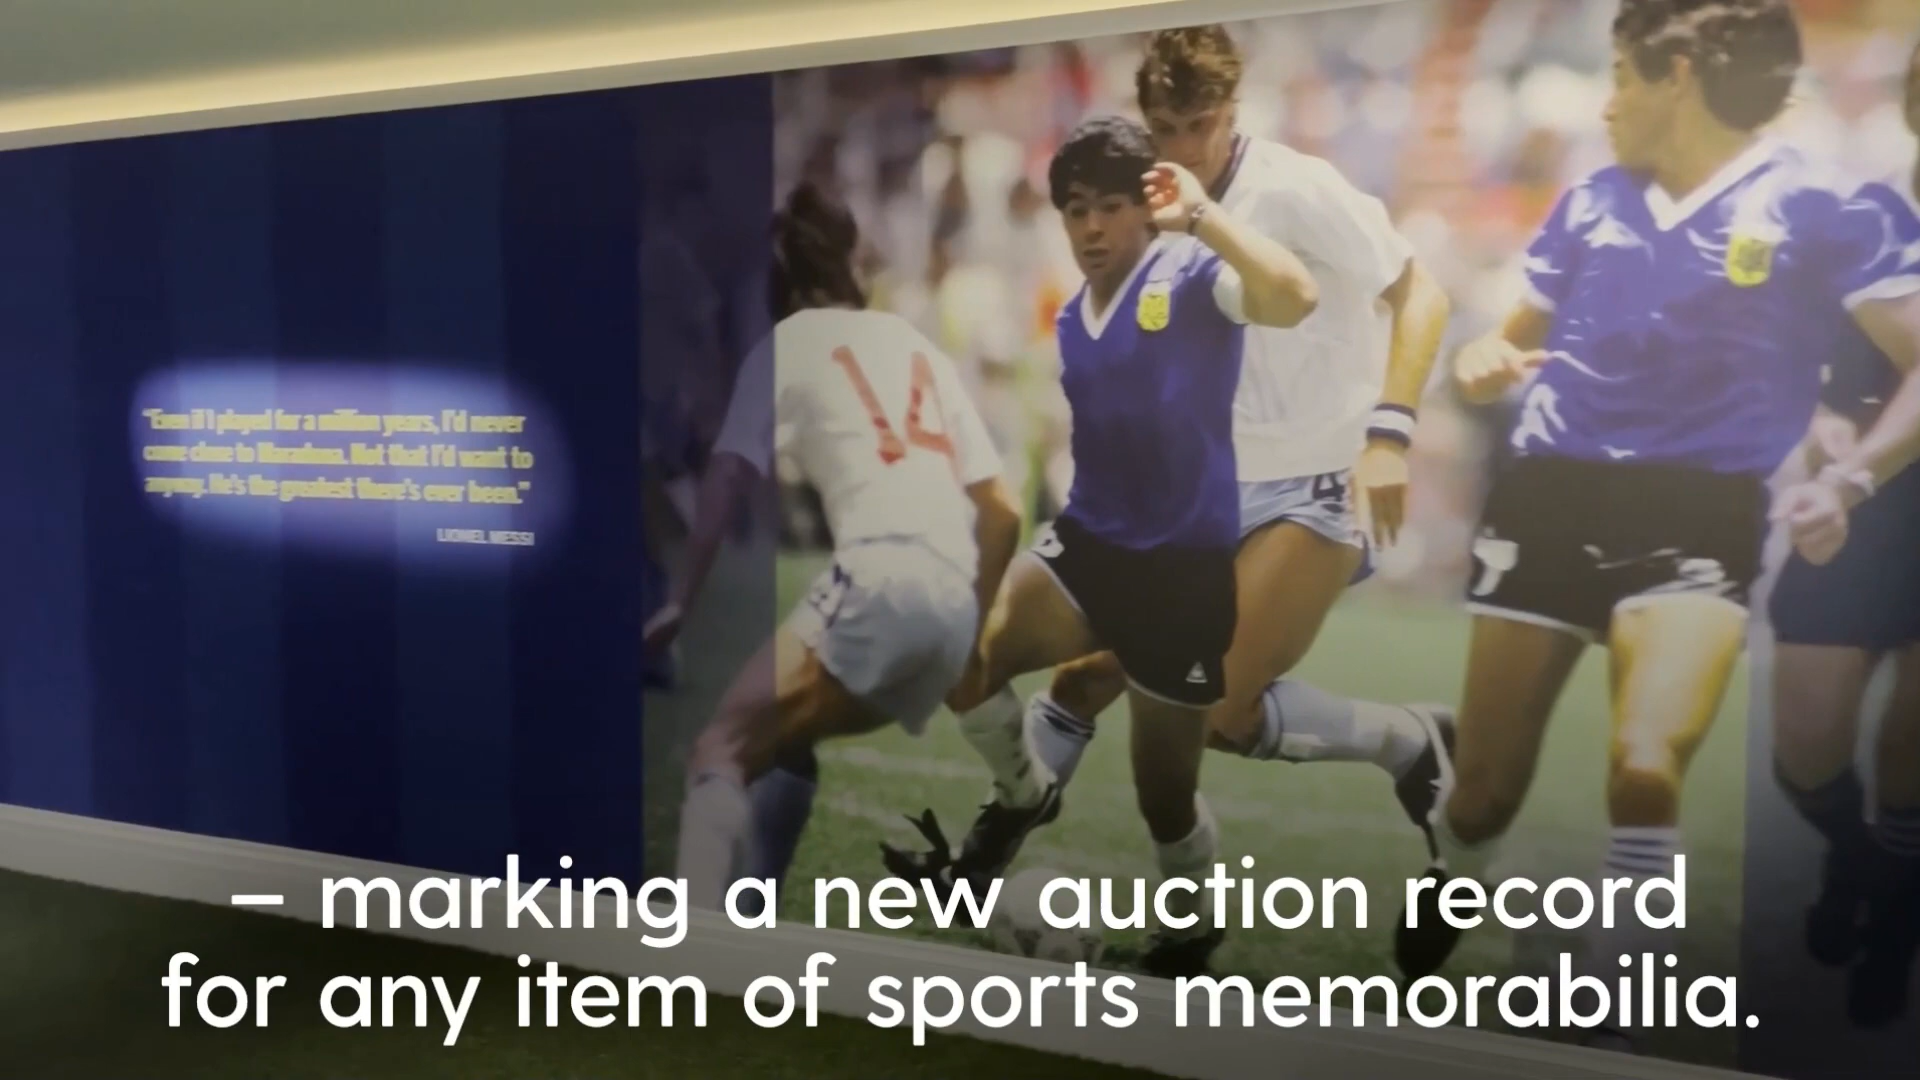 "Even if I played for a million years, I'd never
come close to Maradona. Not that I'd want to
anyway. He's the greatest there's ever been."
LIONEL MESSI
14
4
– marking a new auction record
for any item of sports memorabilia.